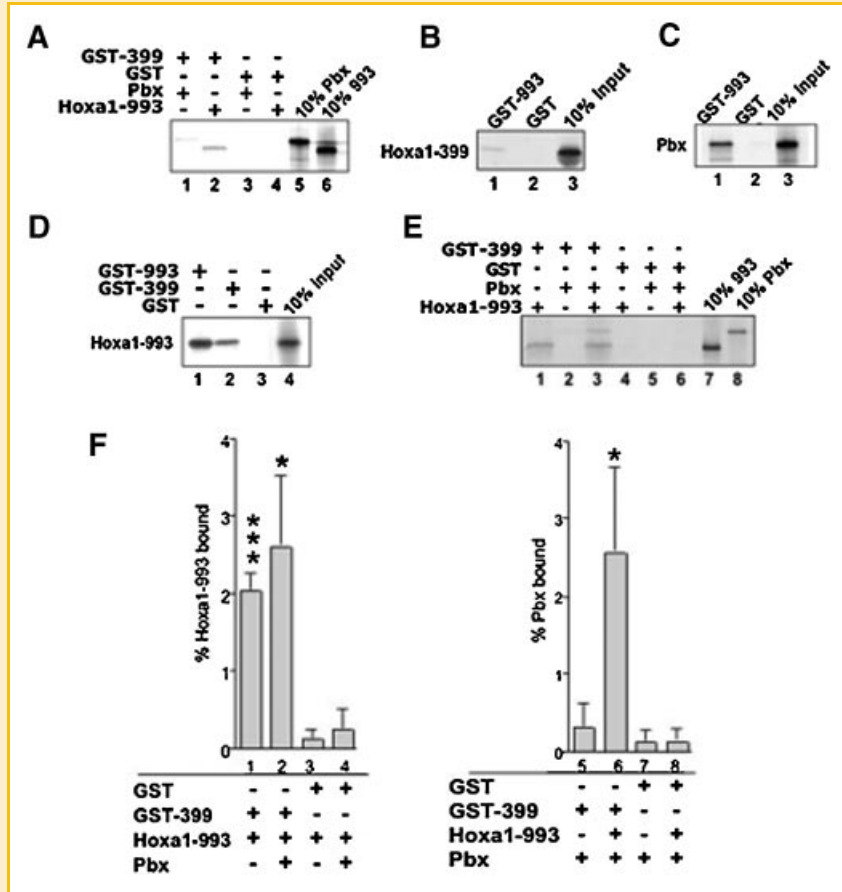 A
GST-399 + + - -
GST - - + +
Pbx + - + -
Hoxa1-993 - + - +
10% Pbx
10% 993
1 2 3 4 5 6
B
GST-993
GST
10% Input
Hoxa1-399
1 2 3
C
GST-993
GST
10% Input
Pbx
1 2 3
D
GST-993 + - -
GST-399 - + -
GST - - +
10% Input
Hoxa1-993
1 2 3 4
E
GST-399 + + + - - -
GST - - - + + +
Pbx - + + - + +
Hoxa1-993 + - + + - +
10% 993
10% Pbx
1 2 3 4 5 6 7 8
F
% Hoxa1-993 bound
4
3
2
1
0
***
*
1 2 3 4
GST - - + +
GST-399 + + - -
Hoxa1-993 + + + +
Pbx - + - +
% Pbx bound
4
3
2
1
0
*
5 6 7 8
GST - - + +
GST-399 + + - -
Hoxa1-993 - + - +
Pbx + + + +